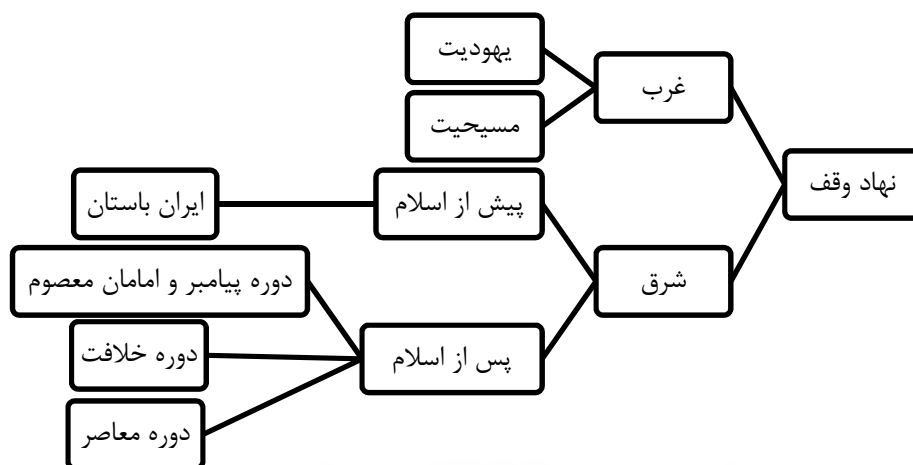 نهاد وقف
غرب
یهودیت
مسیحیت
شرق
پیش از اسلام
ایران باستان
پس از اسلام
دوره پیامبر و امامان معصوم
دوره خلافت
دوره معاصر